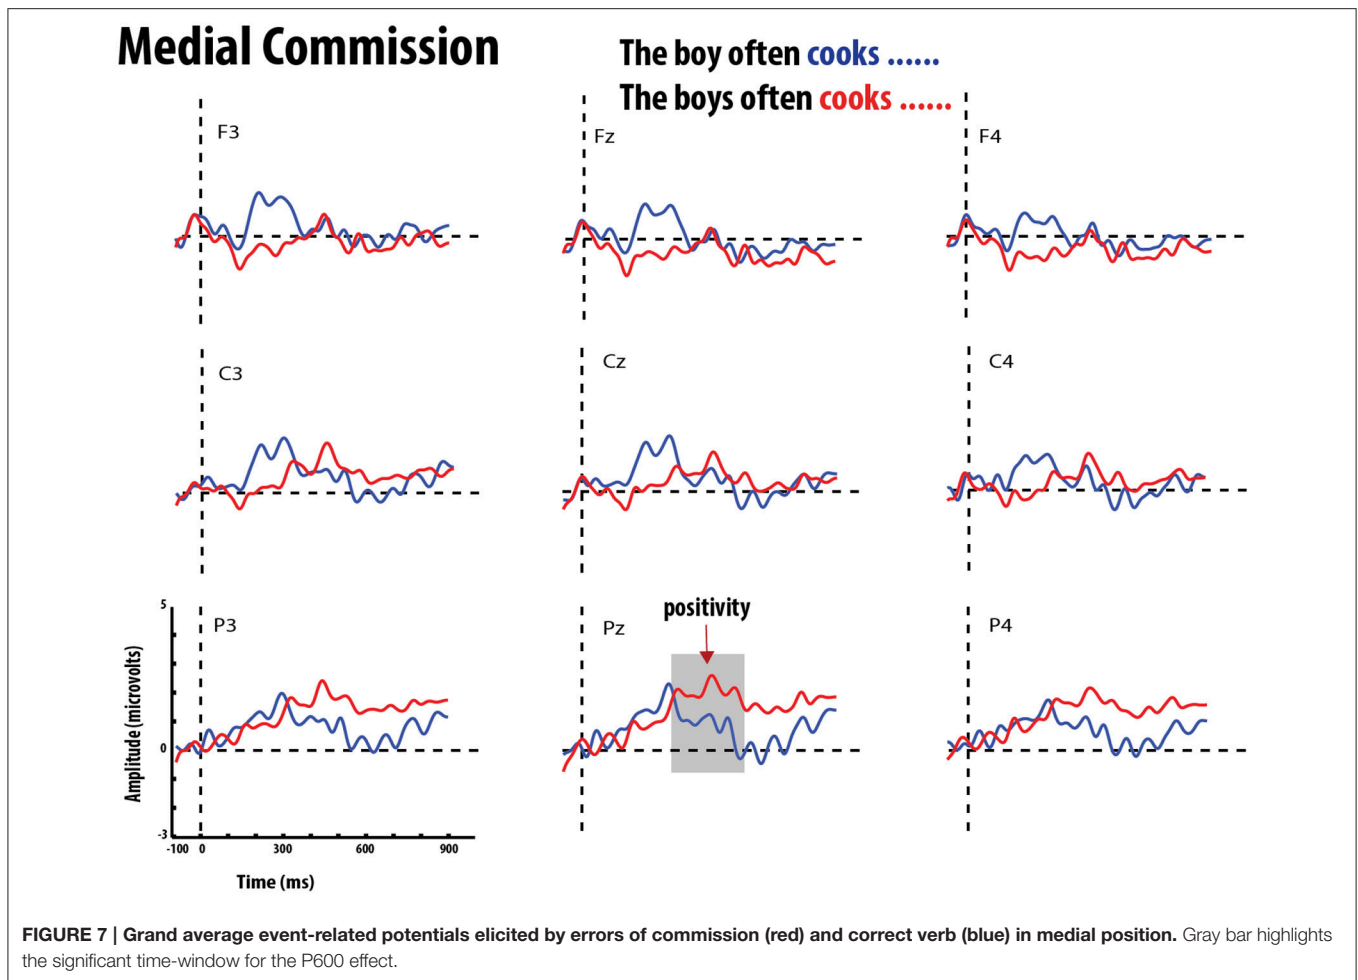 Medial Commission
The boy often cooks ......
The boys often cooks ......
F3
Fz
F4
C3
Cz
C4
positivity
5
P3
Pz
P4
Amplitude (microvolts)
0
-3
-100 0 300 600 900
Time (ms)
FIGURE 7 | Grand average event-related potentials elicited by errors of commission (red) and correct verb (blue) in medial position. Gray bar highlights
the significant time-window for the P600 effect.